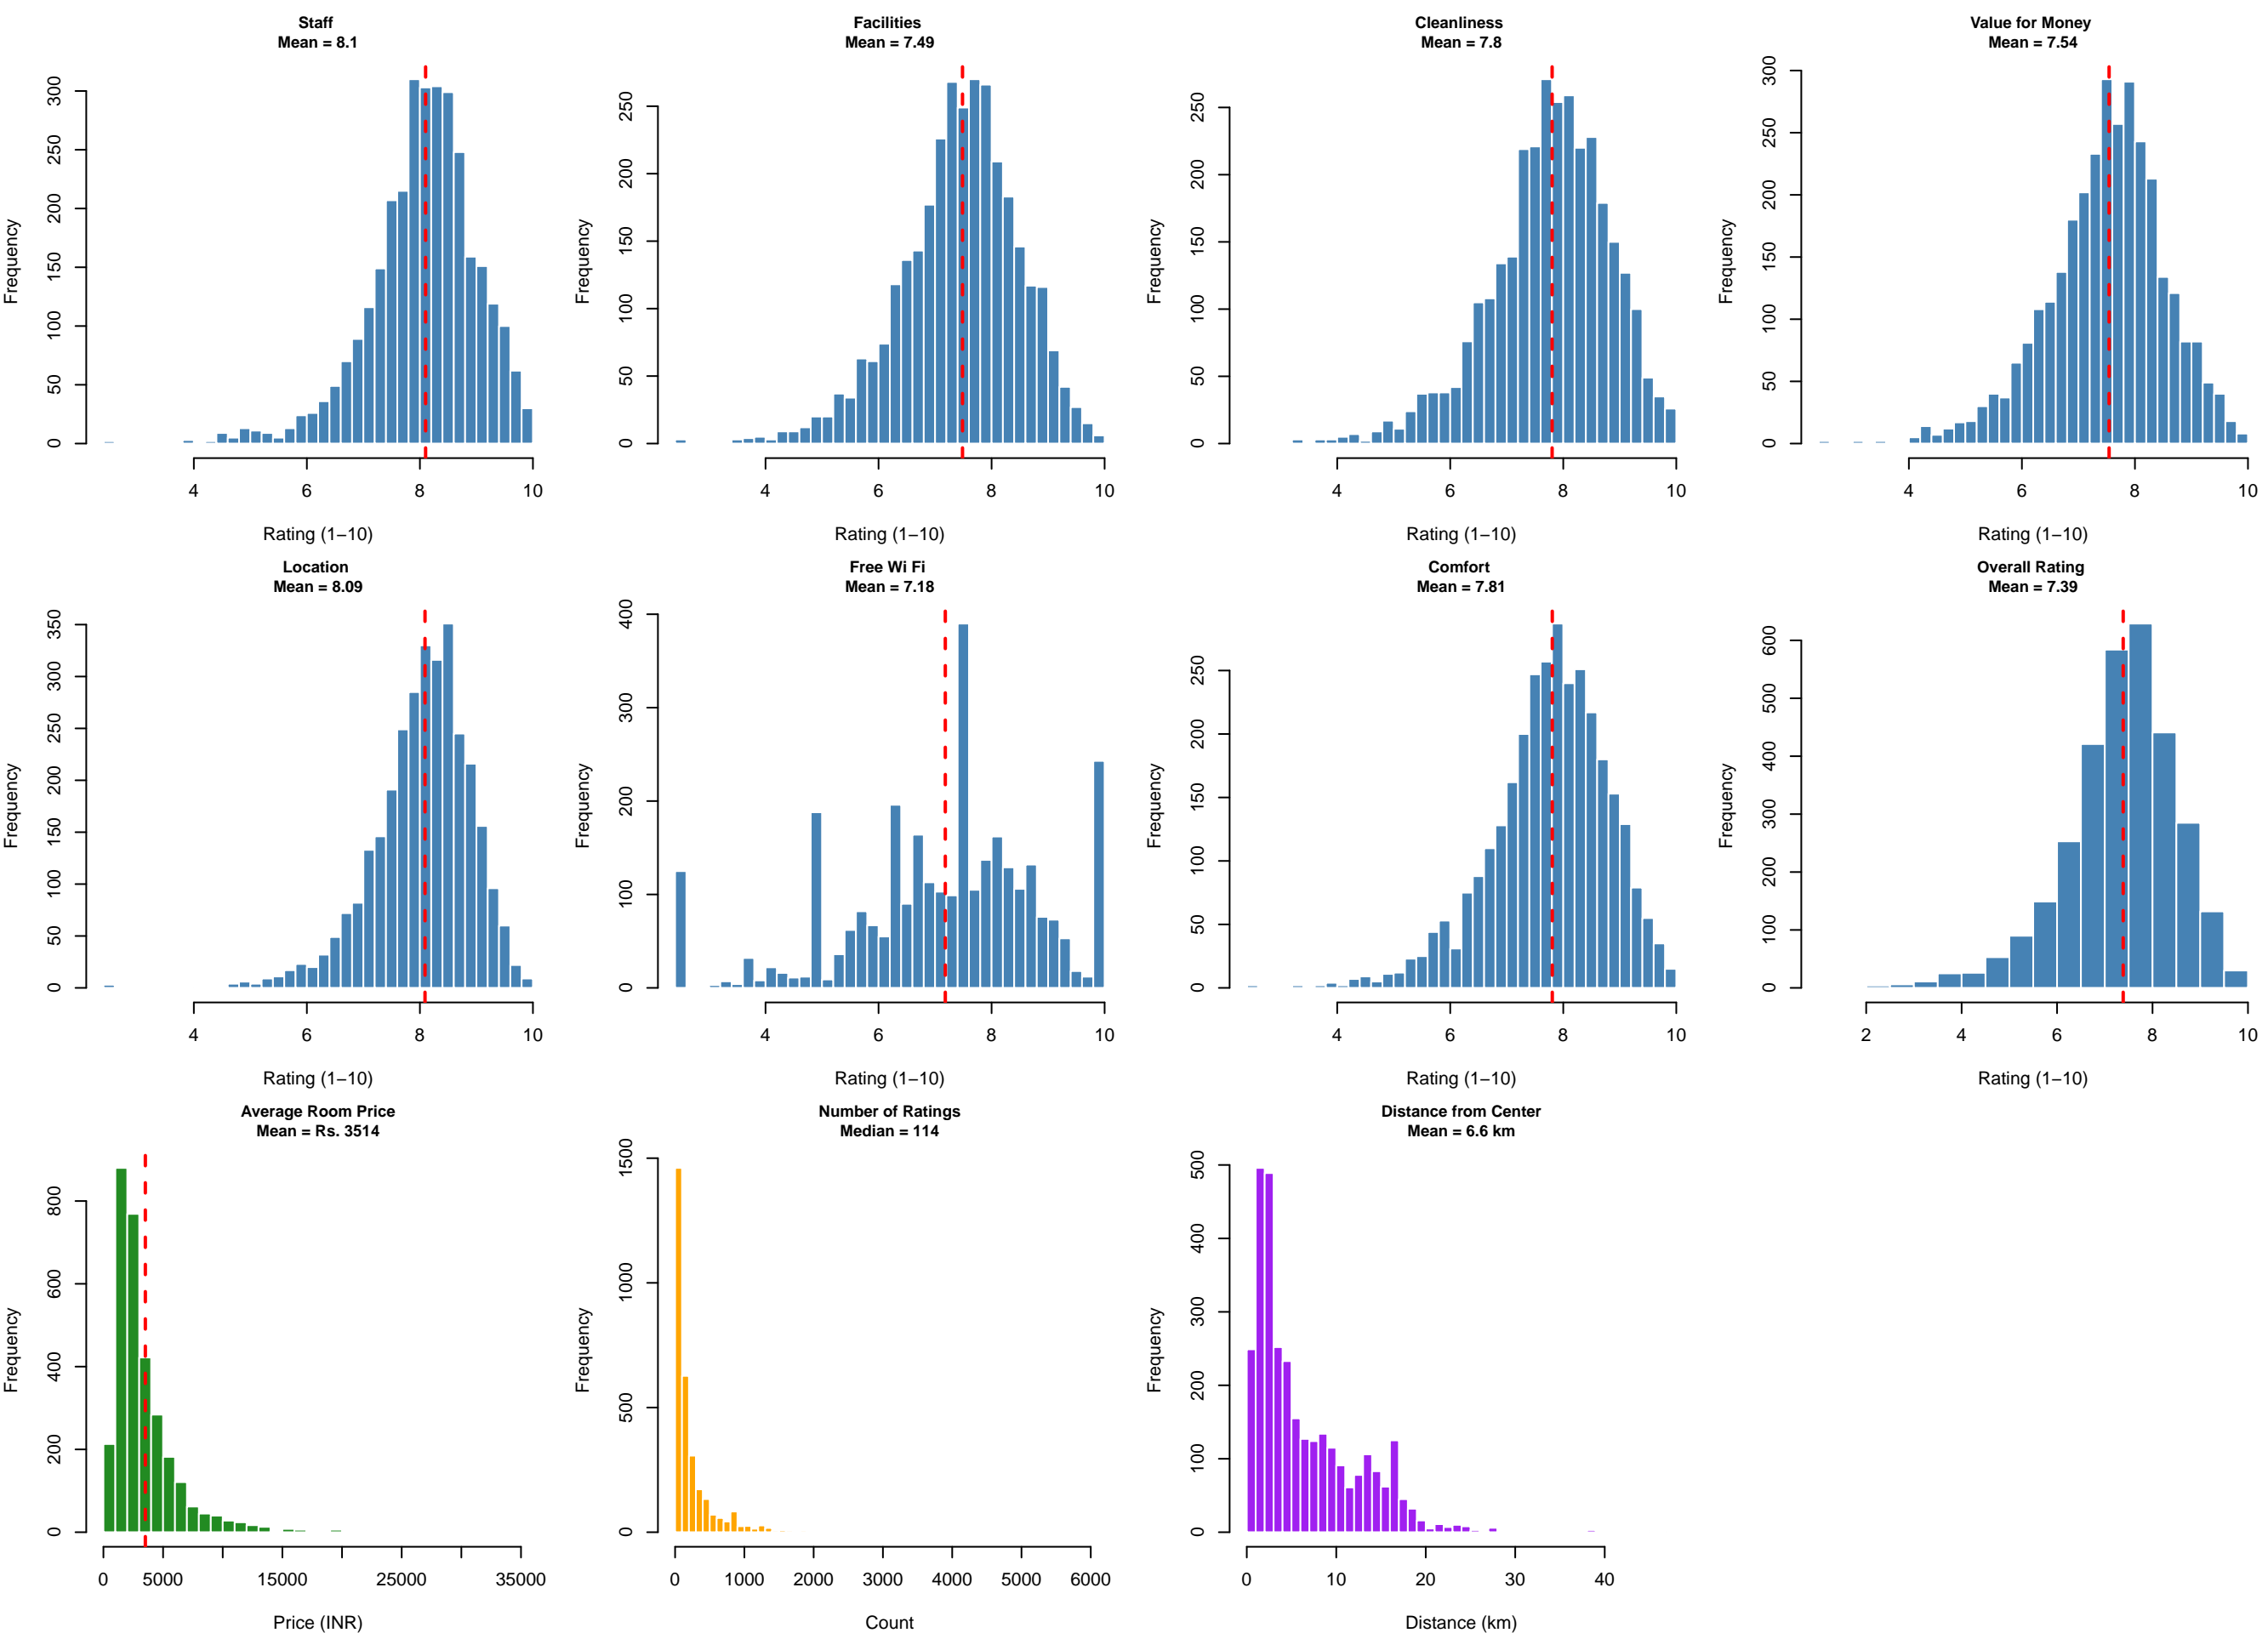 Staff
Mean = 8.1
Frequency
0 50 100 150 200 250 300
4 6 8 10
Rating (1–10)
Facilities
Mean = 7.49
Frequency
0 50 100 150 200 250
4 6 8 10
Rating (1–10)
Cleanliness
Mean = 7.8
Frequency
0 50 100 150 200 250
4 6 8 10
Rating (1–10)
Value for Money
Mean = 7.54
Frequency
0 50 100 150 200 250 300
4 6 8 10
Rating (1–10)
Location
Mean = 8.09
Frequency
0 50 100 150 200 250 300 350
4 6 8 10
Rating (1–10)
Free Wi Fi
Mean = 7.18
Frequency
0 100 200 300 400
4 6 8 10
Rating (1–10)
Comfort
Mean = 7.81
Frequency
0 50 100 150 200 250
4 6 8 10
Rating (1–10)
Overall Rating
Mean = 7.39
Frequency
0 100 200 300 400 500 600
2 4 6 8 10
Rating (1–10)
Average Room Price
Mean = Rs. 3514
Frequency
0 200 400 600 800
0 5000 15000 25000 35000
Price (INR)
Number of Ratings
Median = 114
Frequency
0 500 1000 1500
0 1000 2000 3000 4000 5000 6000
Count
Distance from Center
Mean = 6.6 km
Frequency
0 100 200 300 400 500
0 10 20 30 40
Distance (km)